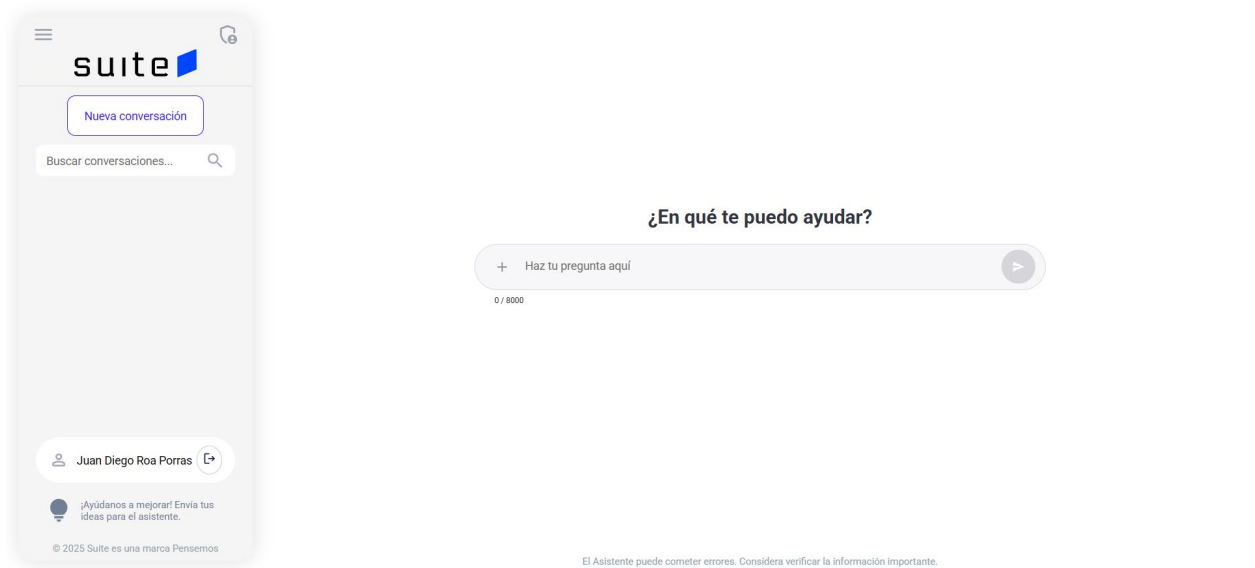 suite
Nueva conversación
Buscar conversaciones...
¿En qué te puedo ayudar?
Haz tu pregunta aquí
0 / 8000
Juan Diego Roa Porras
¡Ayúdanos a mejorar! Envía tus
ideas para el asistente.
© 2025 Suite es una marca Pensemos
El Asistente puede cometer errores. Considera verificar la información importante.